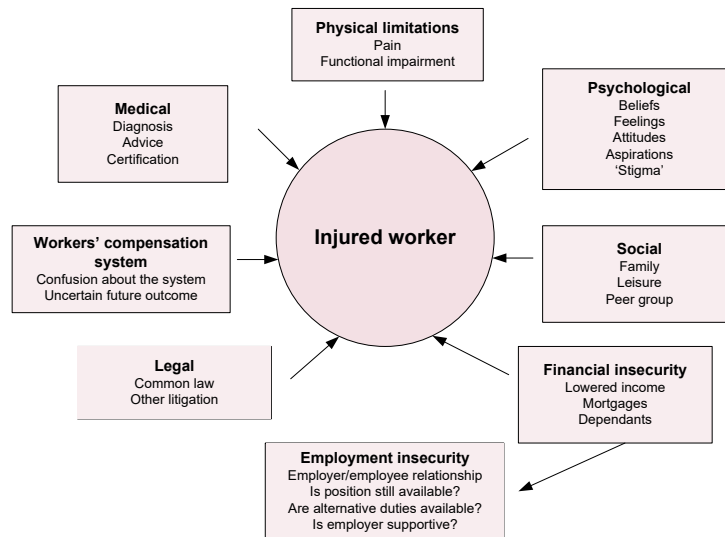 Physical limitations
Pain
Functional impairment
Medical
Diagnosis
Advice
Certification
Psychological
Beliefs
Feelings
Attitudes
Aspirations
‘Stigma’
Injured worker
Workers’ compensation
system
Confusion about the system
Uncertain future outcome
Social
Family
Leisure
Peer group
Legal
Common law
Other litigation
Financial insecurity
Lowered income
Mortgages
Dependants
Employment insecurity
Employer/employee relationship
Is position still available?
Are alternative duties available?
Is employer supportive?